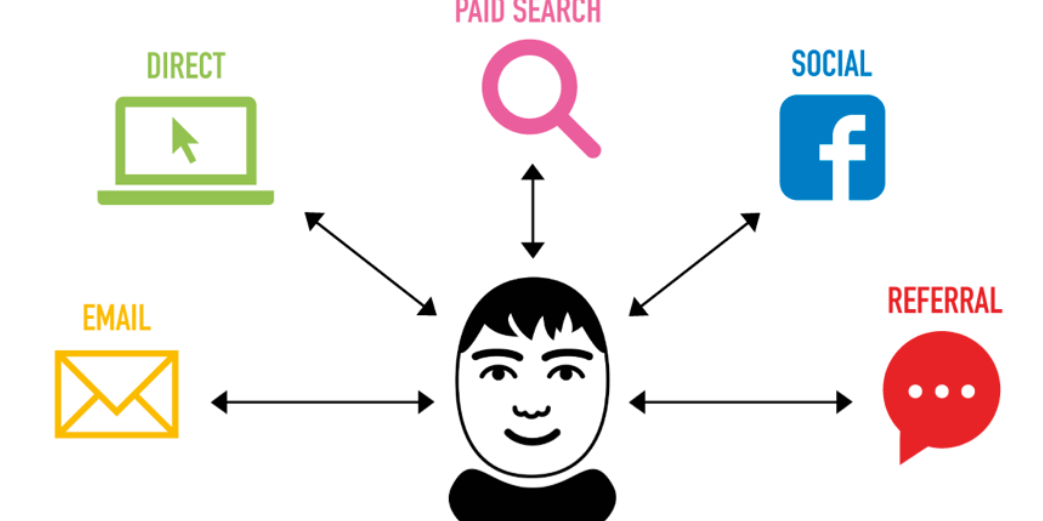 PAID SEARCH
DIRECT
SOCIAL
EMAIL
REFERRAL